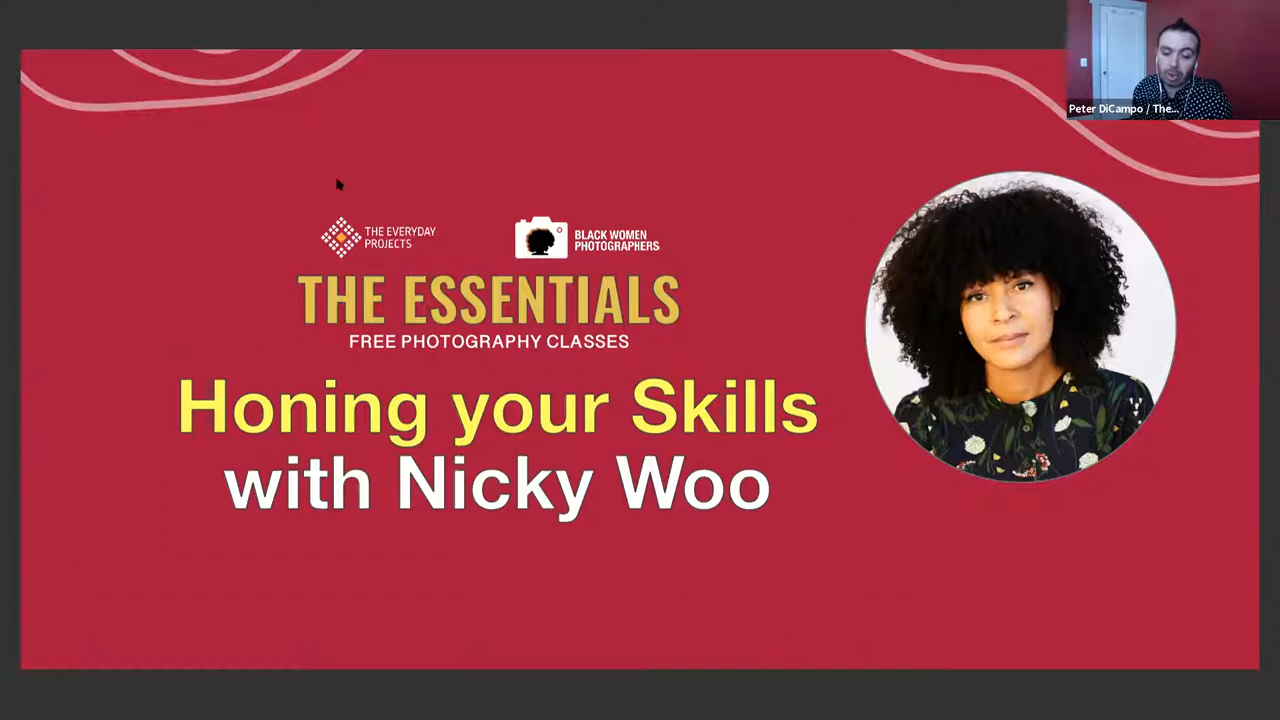 Peter DiCampo / The...
THE EVERYDAY
PROJECTS
BLACK WOMEN
PHOTOGRAPHERS
THE ESSENTIALS
FREE PHOTOGRAPHY CLASSES
Honing your Skills
with Nicky Woo